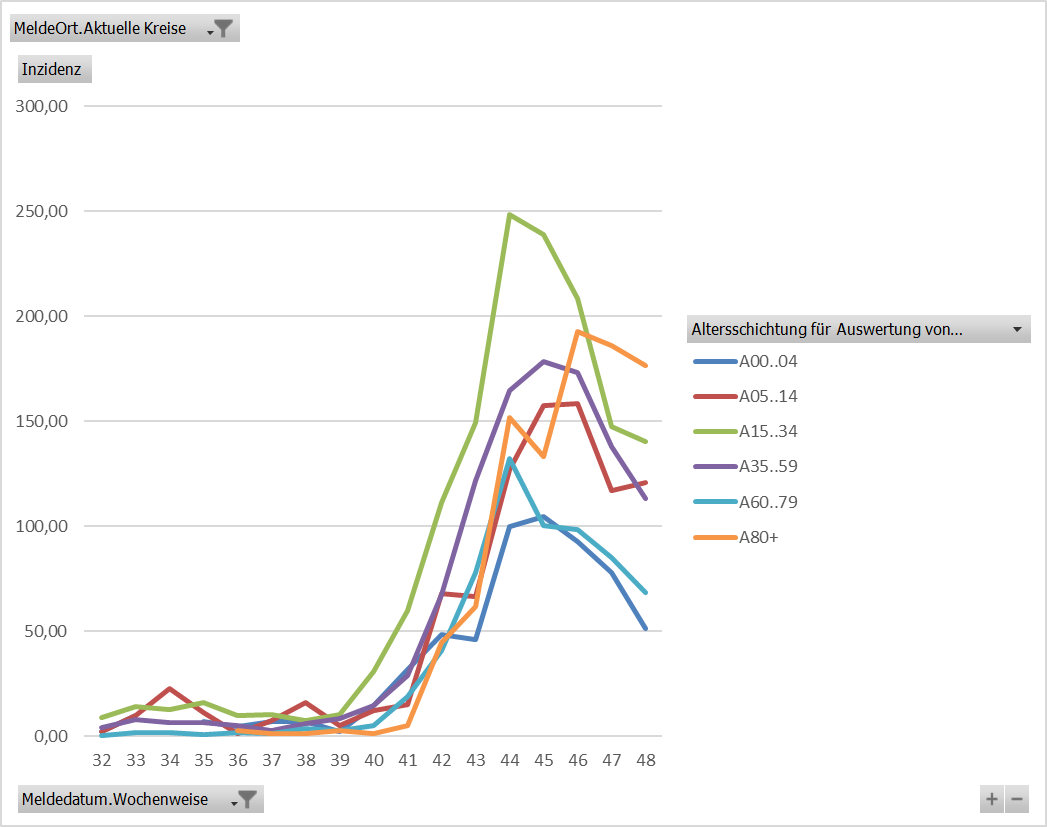 MeldeOrt.Aktuelle Kreise
Inzidenz
300,00
250,00
200,00
150,00
100,00
50,00
0,00
32 33 34 35 36 37 38 39 40 41 42 43 44 45 46 47 48
Altersschichtung für Auswertung von...
A00..04
A05..14
A15..34
A35..59
A60..79
A80+
Meldedatum.Wochenweise
+ −